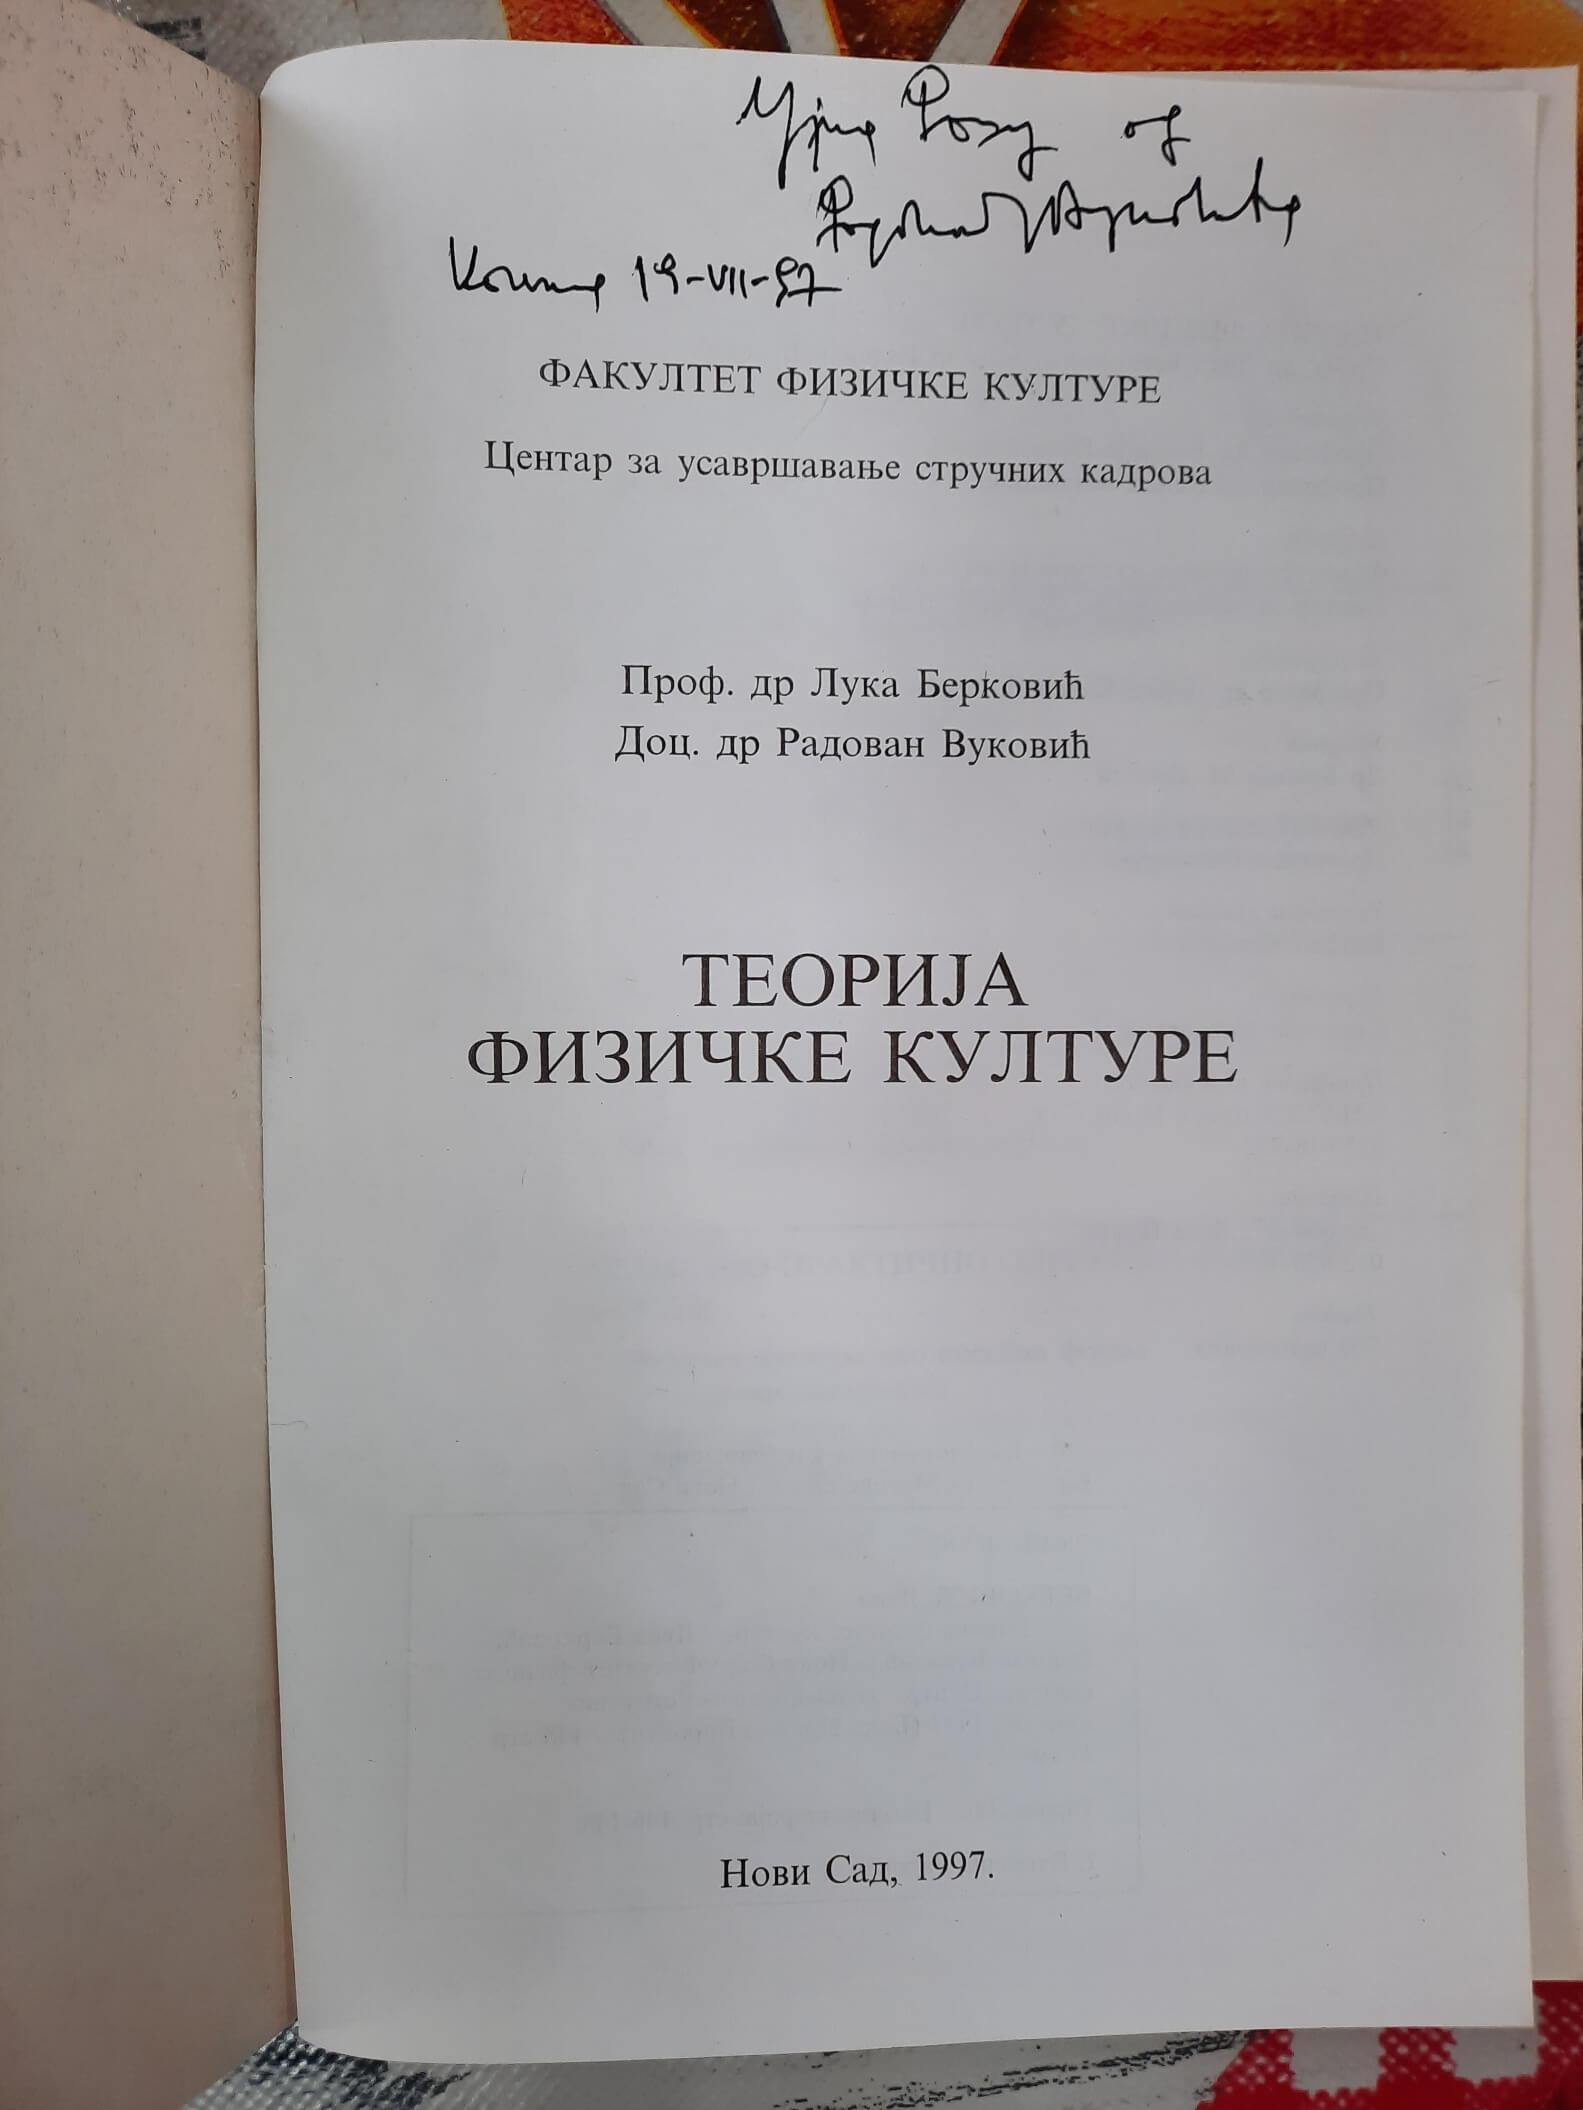 од
19-VII-97
ФАКУЛТЕТ ФИЗИЧКЕ КУЛТУРЕ
Центар за усавршавање стручних кадрова
Проф. др Лука Берковић
Доц. др Радован Вуковић
ТЕОРИЈА
ФИЗИЧКЕ КУЛТУРЕ
Нови Сад, 1997.